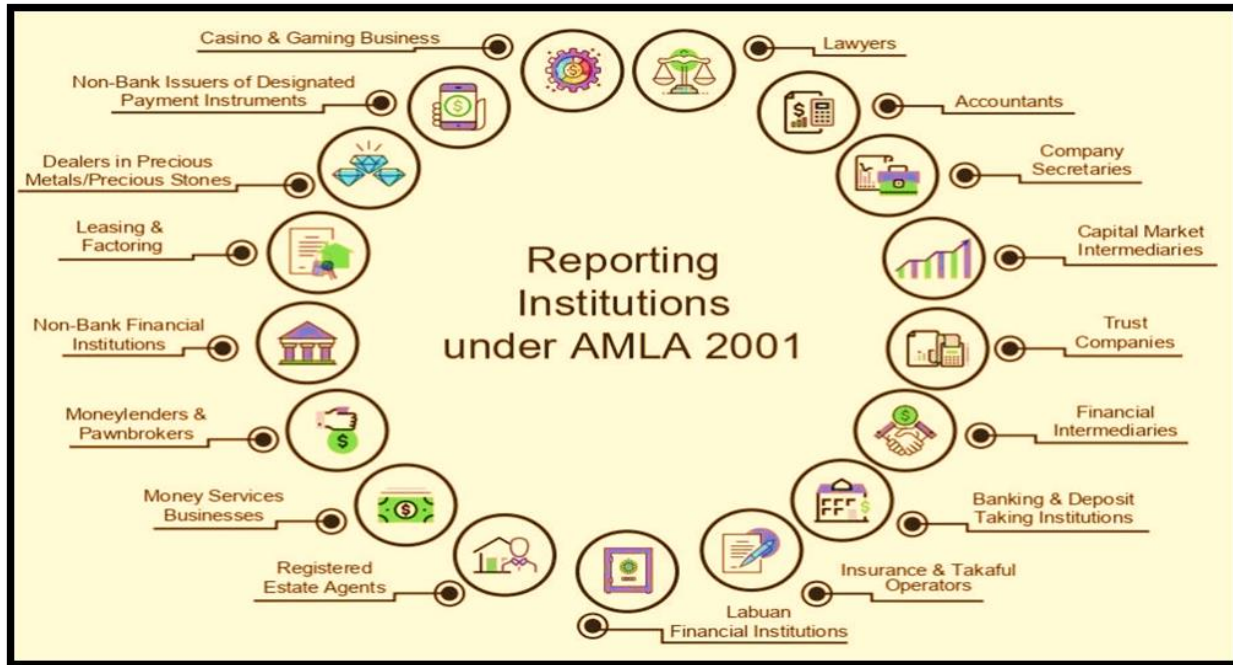 Reporting
Institutions
under AMLA 2001
Lawyers
Accountants
Company
Secretaries
Capital Market
Intermediaries
Trust
Companies
Financial
Intermediaries
Banking & Deposit
Taking Institutions
Insurance & Takaful
Operators
Labuan
Financial Institutions
Registered
Estate Agents
Money Services
Businesses
Moneylenders &
Pawnbrokers
Non-Bank Financial
Institutions
Leasing &
Factoring
Dealers in Precious
Metals/Precious Stones
Non-Bank Issuers of Designated
Payment Instruments
Casino & Gaming Business